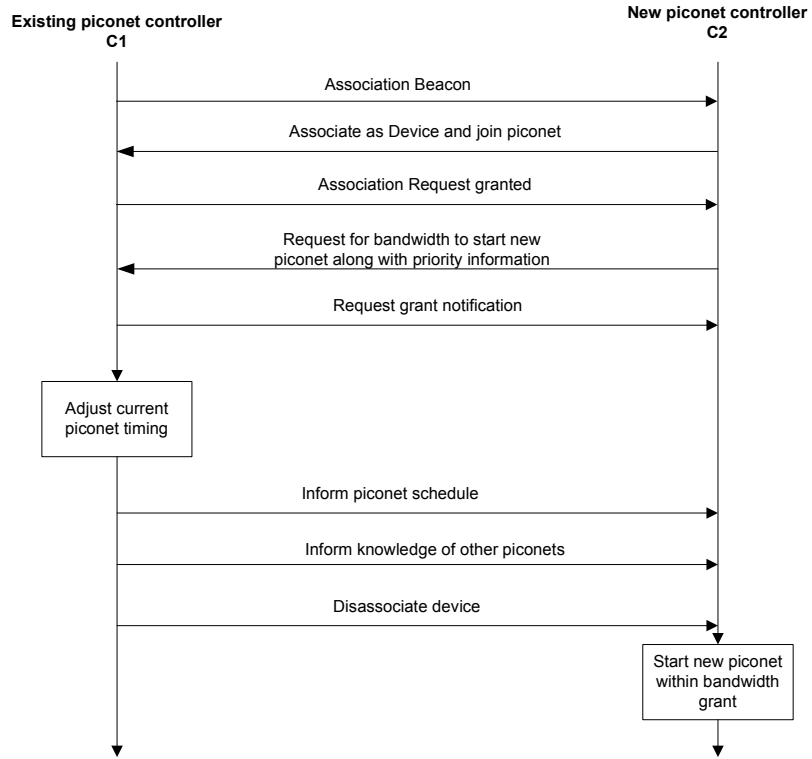 Existing piconet controller
C1
New piconet controller
C2
Association Beacon
Associate as Device and join piconet
Association Request granted
Request for bandwidth to start new
piconet along with priority information
Request grant notification
Adjust current
piconet timing
Inform piconet schedule
Inform knowledge of other piconets
Disassociate device
Start new piconet
within bandwidth
grant